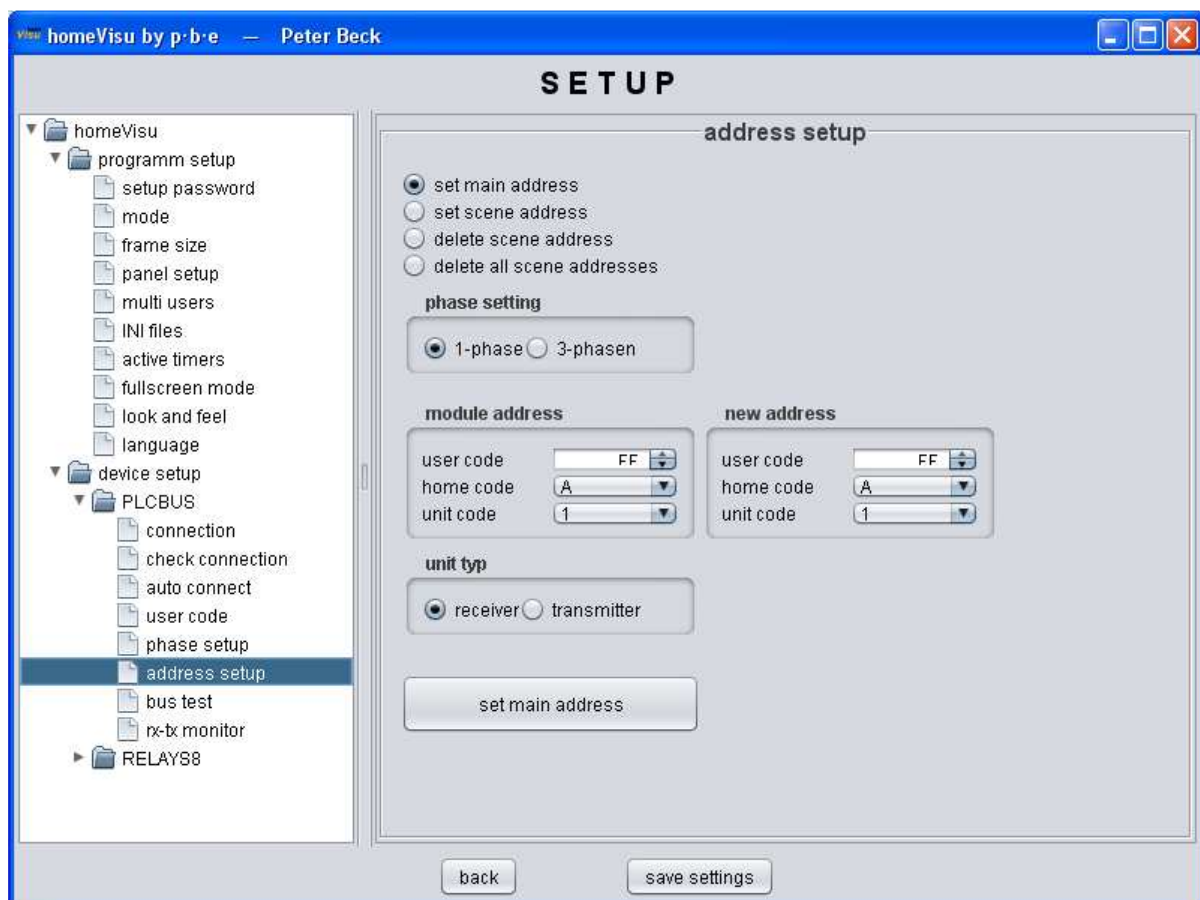 homeVisu by p·b·e — Peter Beck
SETUP
homeVisu
programm setup
setup password
mode
frame size
panel setup
multi users
INI files
active timers
fullscreen mode
look and feel
language
device setup
PLCBUS
connection
check connection
auto connect
user code
phase setup
address setup
bus test
rx-tx monitor
RELAYS8
address setup
set main address
set scene address
delete scene address
delete all scene addresses
phase setting
1-phase 3-phasen
module address
user code FF
home code A
unit code 1
new address
user code FF
home code A
unit code 1
unit typ
receiver transmitter
set main address
back save settings